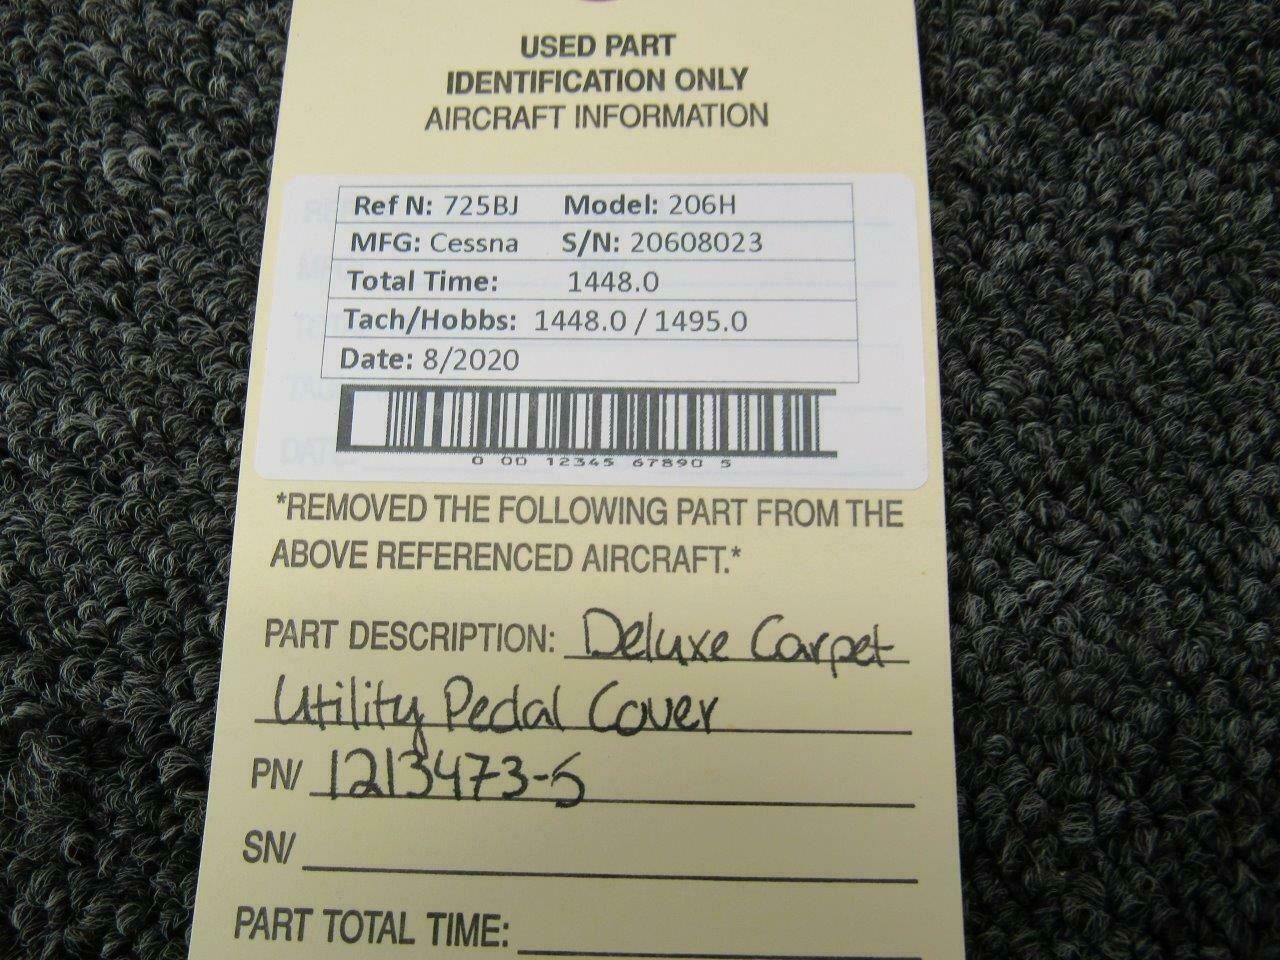 USED PART
IDENTIFICATION ONLY
AIRCRAFT INFORMATION
Ref N: 725BJ Model: 206H
MFG: Cessna S/N: 20608023
Total Time: 1448.0
Tach/Hobbs: 1448.0 / 1495.0
Date: 8/2020
0 00 12345 67890 5
*REMOVED THE FOLLOWING PART FROM THE
ABOVE REFERENCED AIRCRAFT.*
PART DESCRIPTION: Deluxe Carpet
Utility Pedal Cover
PN/ 1213473-5
SN/
PART TOTAL TIME: